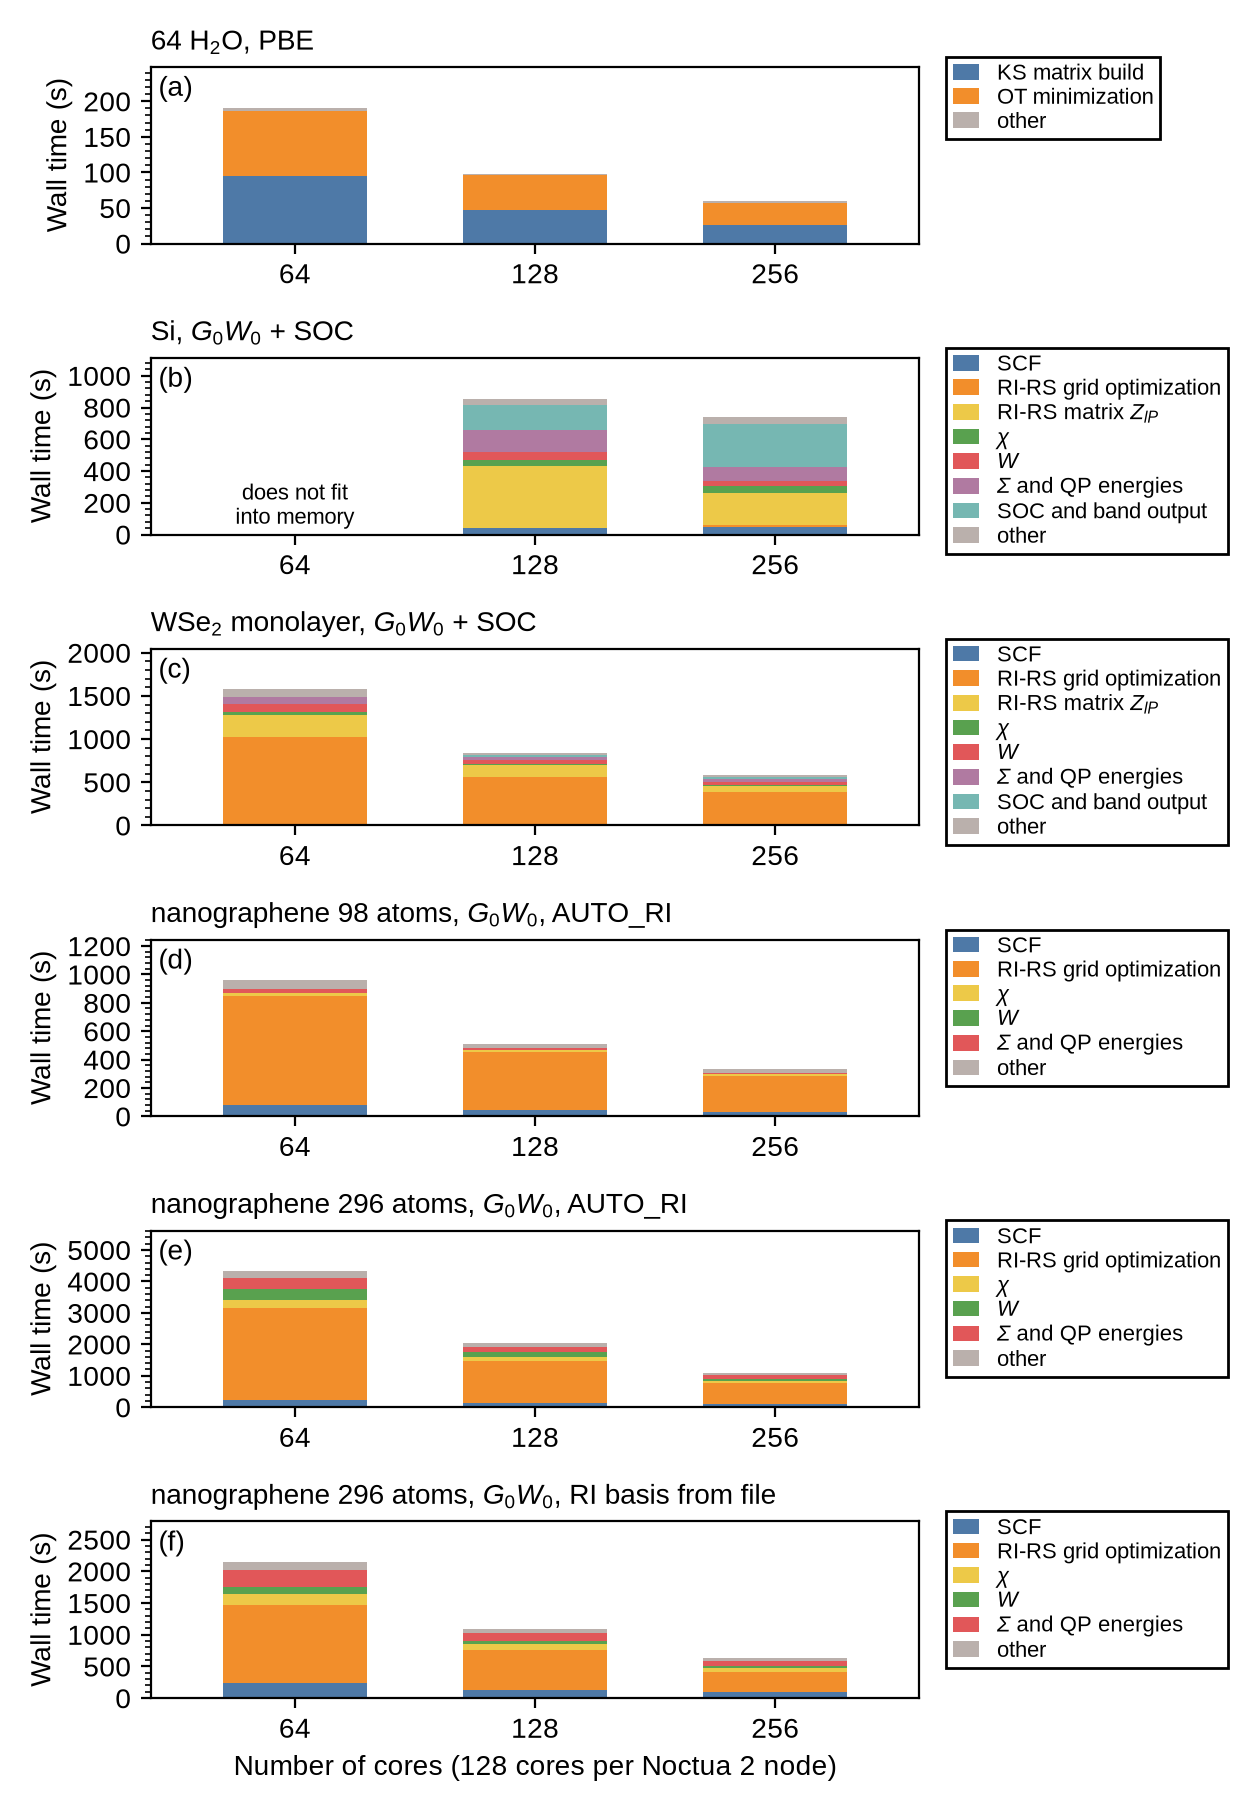 64 H₂O, PBE
(a)
Wall time (s)
200
150
100
50
0
64 128 256
KS matrix build
OT minimization
other
Si, G₀W₀ + SOC
(b)
Wall time (s)
1000
800
600
400
200
0
does not fit
into memory
64 128 256
SCF
RI-RS grid optimization
RI-RS matrix Z_lP
χ
W
Σ and QP energies
SOC and band output
other
WSe₂ monolayer, G₀W₀ + SOC
(c)
Wall time (s)
2000
1500
1000
500
0
64 128 256
SCF
RI-RS grid optimization
RI-RS matrix Z_lP
χ
W
Σ and QP energies
SOC and band output
other
nanographene 98 atoms, G₀W₀, AUTO_RI
(d)
Wall time (s)
1200
1000
800
600
400
200
0
64 128 256
SCF
RI-RS grid optimization
χ
W
Σ and QP energies
other
nanographene 296 atoms, G₀W₀, AUTO_RI
(e)
Wall time (s)
5000
4000
3000
2000
1000
0
64 128 256
SCF
RI-RS grid optimization
χ
W
Σ and QP energies
other
nanographene 296 atoms, G₀W₀, RI basis from file
(f)
Wall time (s)
2500
2000
1500
1000
500
0
64 128 256
SCF
RI-RS grid optimization
χ
W
Σ and QP energies
other
Number of cores (128 cores per Noctua 2 node)